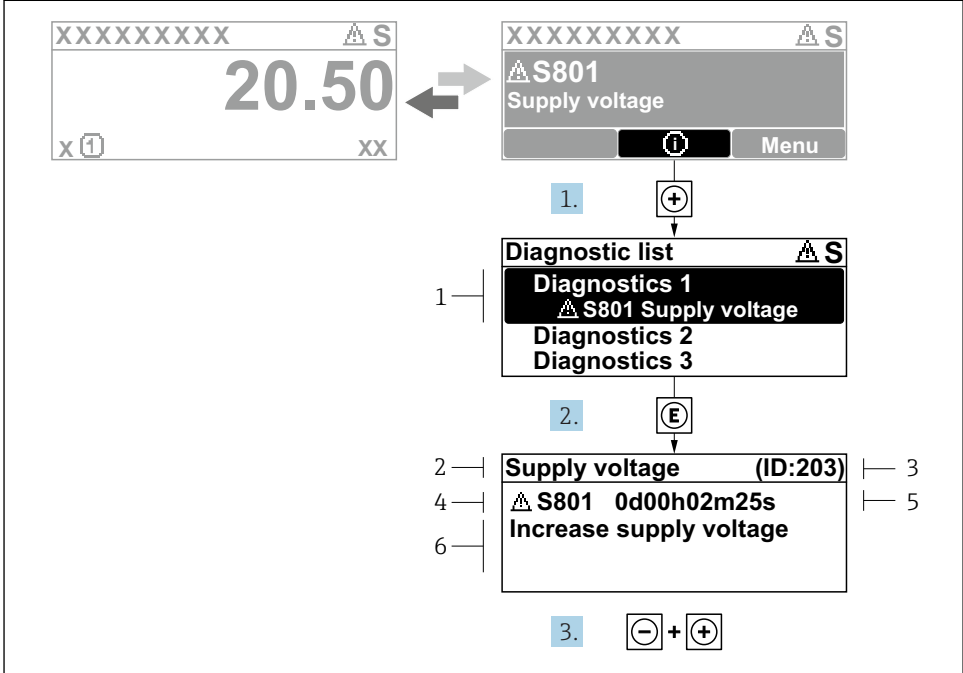 XXXXXXXXX ⚠ S
20.50
x ① xx
XXXXXXXXX ⚠ S
⚠ S801
Supply voltage
ⓘ Menu
1. +
Diagnostic list ⚠ S
1
Diagnostics 1
⚠ S801 Supply voltage
Diagnostics 2
Diagnostics 3
2. E
2 Supply voltage (ID:203) 3
4 ⚠ S801 0d00h02m25s 5
6 Increase supply voltage
3. - + +